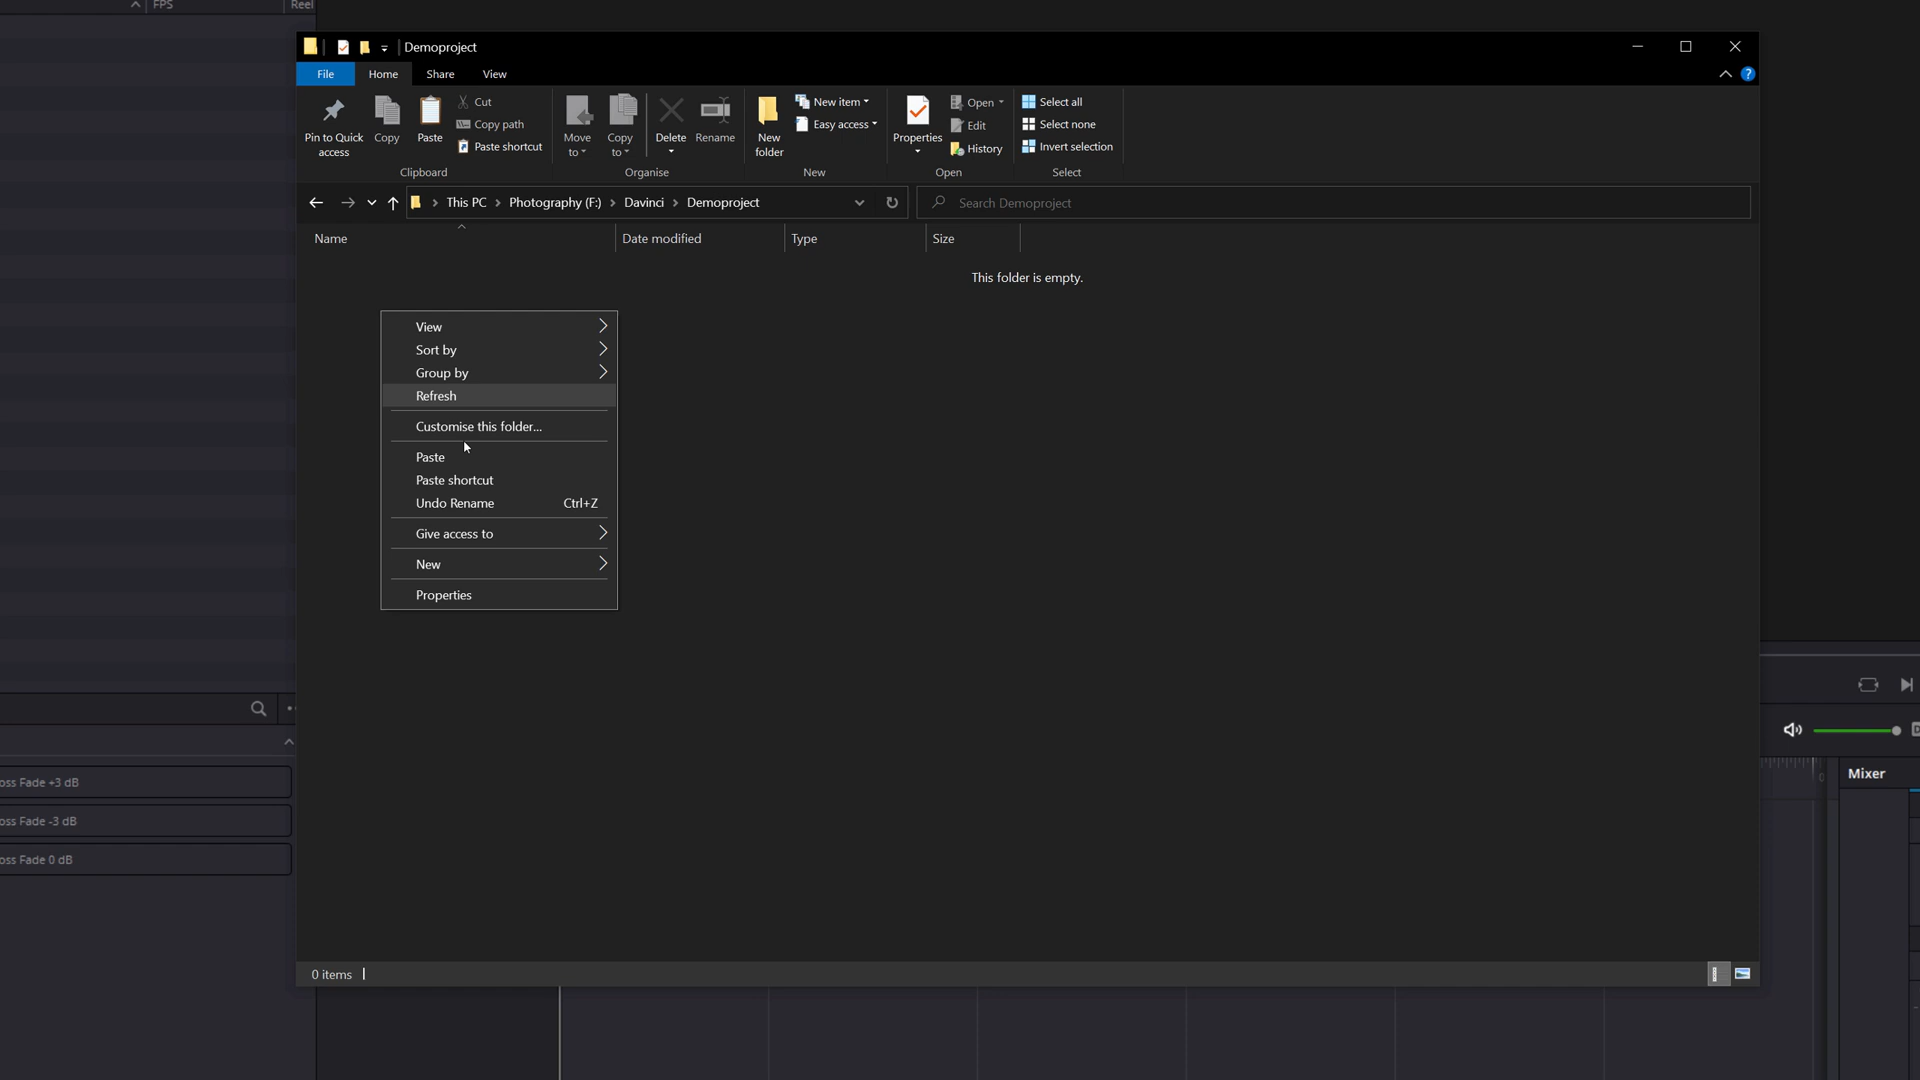 FPS Reel
Demoproject
File Home Share View
?
Pin to Quick access
Copy
Paste
Cut
Copy path
Paste shortcut
Clipboard
Move to
Copy to
Delete
Rename
Organise
New folder
New item
Easy access
New
Properties
Open
Edit
History
Open
Select all
Select none
Invert selection
Select
This PC > Photography (F:) > Davinci > Demoproject
Search Demoproject
Name Date modified Type Size
This folder is empty.
View
Sort by
Group by
Refresh
Customise this folder...
Paste
Paste shortcut
Undo Rename Ctrl+Z
Give access to
New
Properties
oss Fade +3 dB
oss Fade -3 dB
oss Fade 0 dB
Mixer
0 items